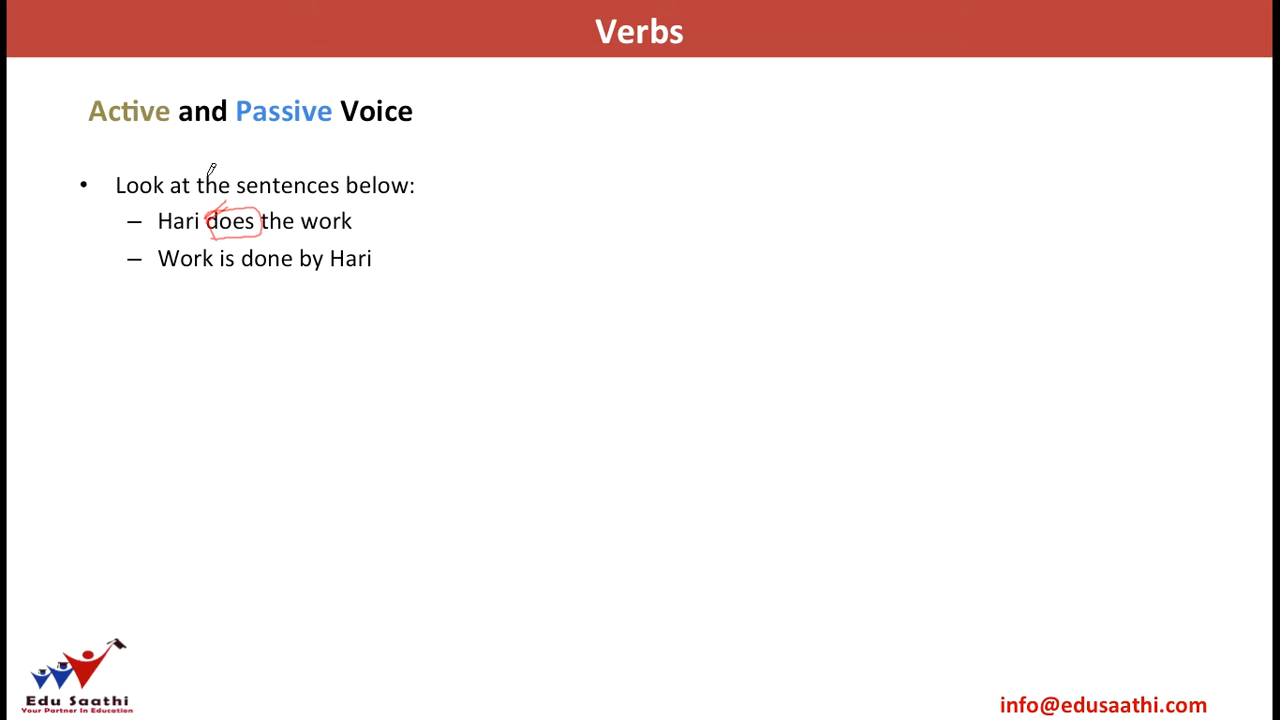 Verbs
Active and Passive Voice
• Look at the sentences below:
– Hari does the work
– Work is done by Hari
Edu Saathi
Your Partner In Education
info@edusaathi.com